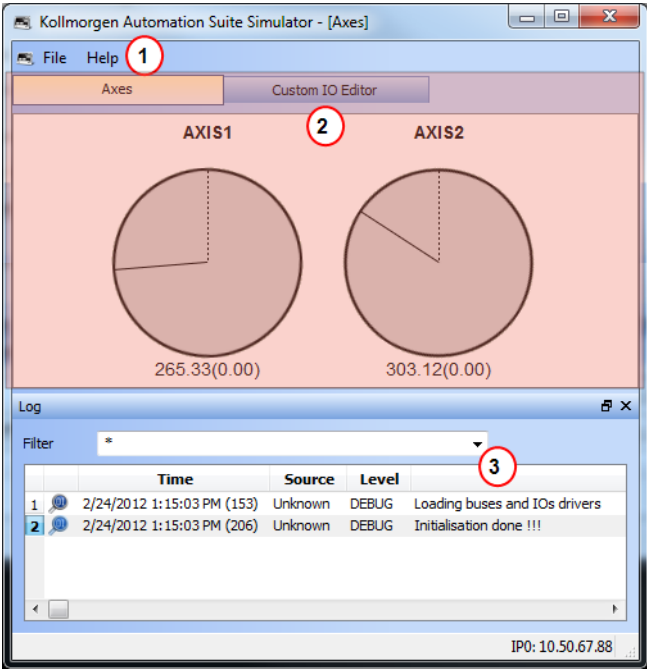 Kollmorgen Automation Suite Simulator - [Axes]
File Help 1
Axes Custom IO Editor
2
AXIS1 AXIS2
265.33(0.00) 303.12(0.00)
Log
Filter *
3
Time Source Level
1 2/24/2012 1:15:03 PM (153) Unknown DEBUG Loading buses and IOs drivers
2 2/24/2012 1:15:03 PM (206) Unknown DEBUG Initialisation done !!!
IP0: 10.50.67.88